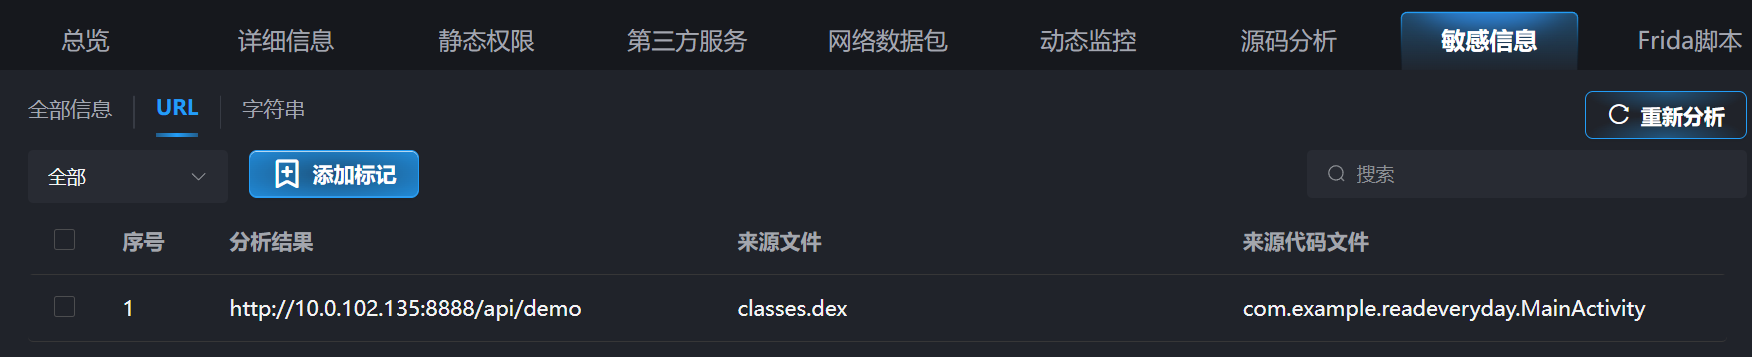 总览 详细信息 静态权限 第三方服务 网络数据包 动态监控 源码分析 敏感信息 Frida脚本
全部信息 URL 字符串 重新分析
全部 添加标记 搜索
序号 分析结果 来源文件 来源代码文件
1 http://10.0.102.135:8888/api/demo classes.dex com.example.readeveryday.MainActivity